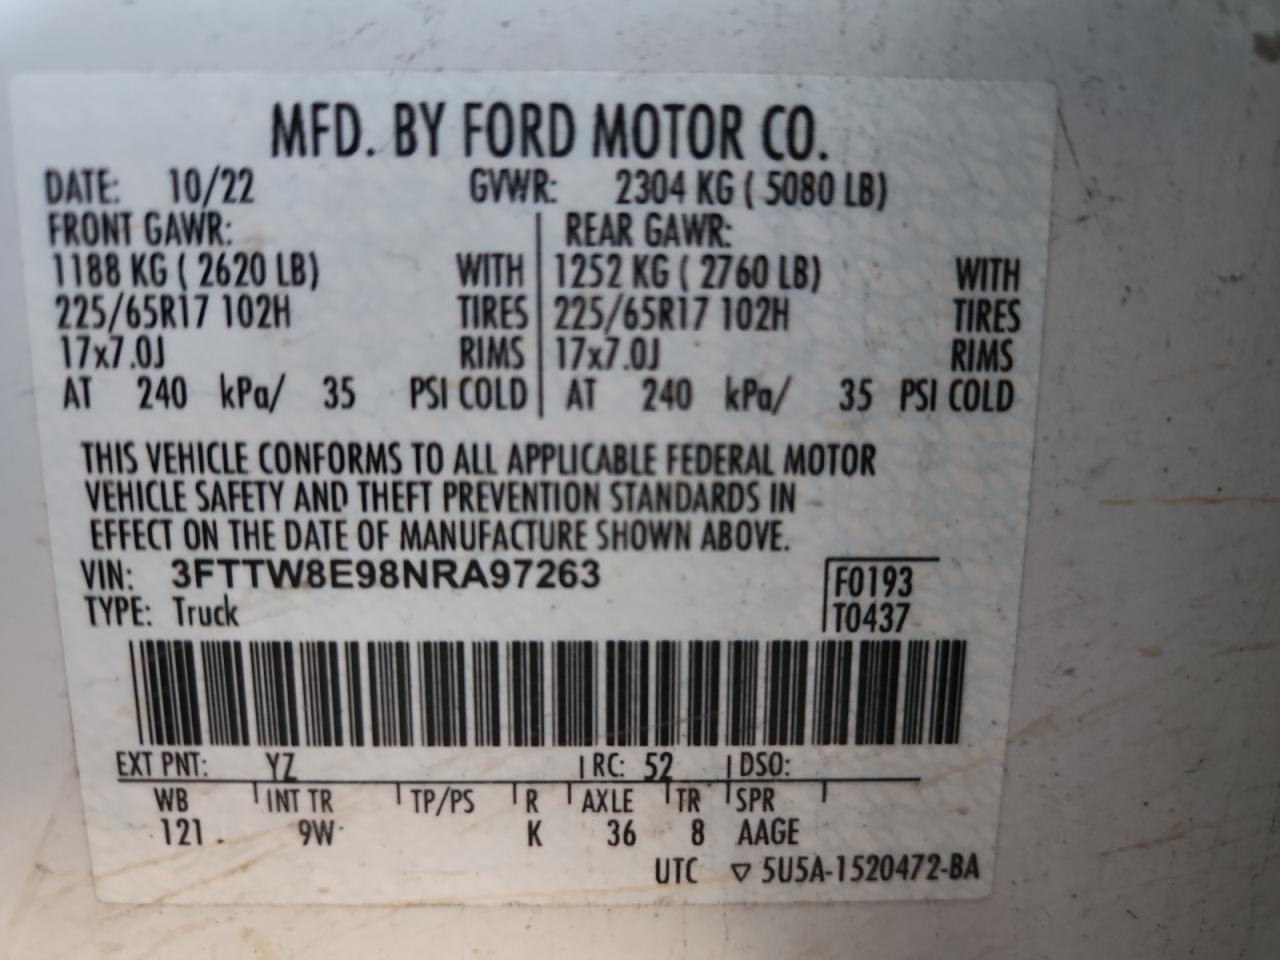 MFD. BY FORD MOTOR CO.
DATE: 10/22 GVWR: 2304 KG ( 5080 LB)
FRONT GAWR: REAR GAWR:
1188 KG ( 2620 LB) WITH 1252 KG ( 2760 LB) WITH
225/65R17 102H TIRES 225/65R17 102H TIRES
17x7.0J RIMS 17x7.0J RIMS
AT 240 kPa/ 35 PSI COLD AT 240 kPa/ 35 PSI COLD
THIS VEHICLE CONFORMS TO ALL APPLICABLE FEDERAL MOTOR
VEHICLE SAFETY AND THEFT PREVENTION STANDARDS IN
EFFECT ON THE DATE OF MANUFACTURE SHOWN ABOVE.
VIN: 3FTTW8E98NRA97263 F0193
TYPE: Truck T0437
EXT PNT: YZ RC: 52 DSO:
WB INT TR TP/PS R AXLE TR SPR
121 9W K 36 8 AAGE
UTC ▽ 5U5A-1520472-BA